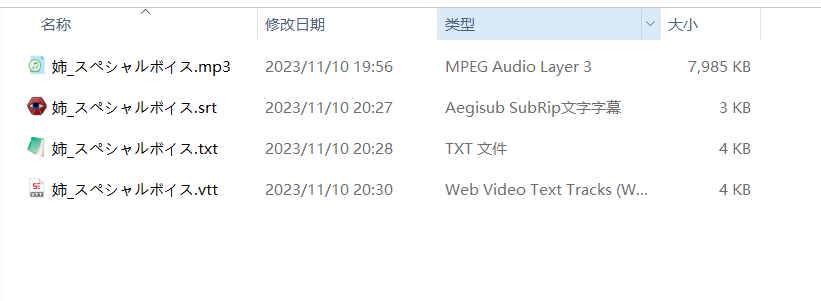 名称 修改日期 类型 大小
姉_スペシャルボイス.mp3 2023/11/10 19:56 MPEG Audio Layer 3 7,985 KB
姉_スペシャルボイス.srt 2023/11/10 20:27 Aegisub SubRip文字字幕 3 KB
姉_スペシャルボイス.txt 2023/11/10 20:28 TXT 文件 4 KB
姉_スペシャルボイス.vtt 2023/11/10 20:30 Web Video Text Tracks (W... 4 KB